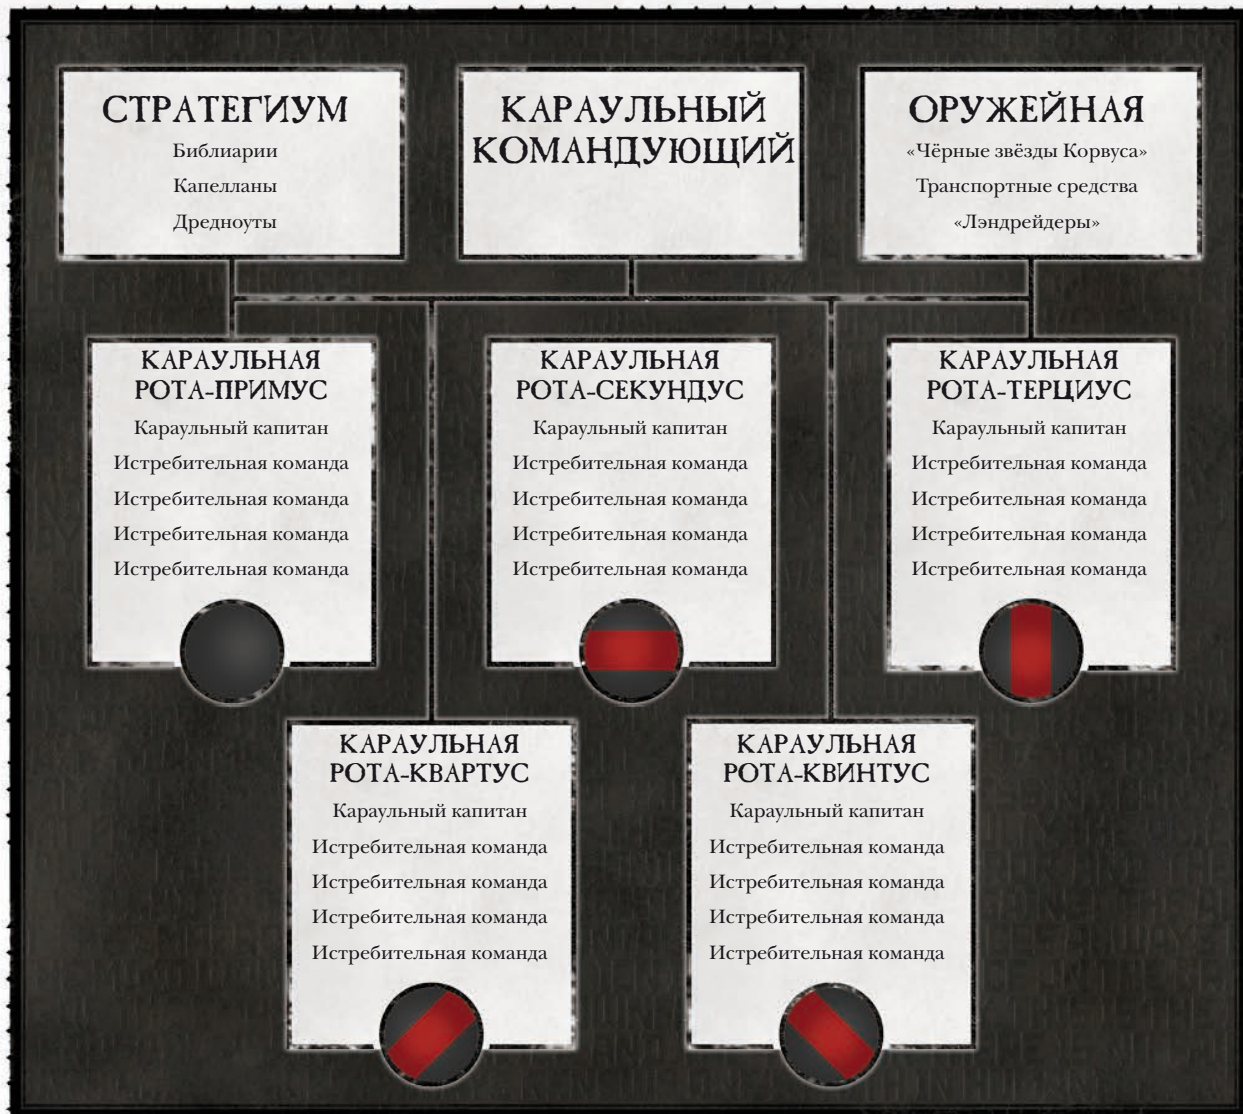 СТРАТЕГИУМ
Библиарии
Капелланы
Дредноуты
КАРАУЛЬНЫЙ
КОМАНДУЮЩИЙ
ОРУЖЕЙНАЯ
«Чёрные звёзды Корвуса»
Транспортные средства
«Лэндрейдеры»
КАРАУЛЬНАЯ
РОТА-ПРИМУС
Караульный капитан
Истребительная команда
Истребительная команда
Истребительная команда
Истребительная команда
КАРАУЛЬНАЯ
РОТА-СЕКУНДУС
Караульный капитан
Истребительная команда
Истребительная команда
Истребительная команда
Истребительная команда
КАРАУЛЬНАЯ
РОТА-ТЕРЦИУС
Караульный капитан
Истребительная команда
Истребительная команда
Истребительная команда
Истребительная команда
КАРАУЛЬНАЯ
РОТА-КВАРТУС
Караульный капитан
Истребительная команда
Истребительная команда
Истребительная команда
Истребительная команда
КАРАУЛЬНАЯ
РОТА-КВИНТУС
Караульный капитан
Истребительная команда
Истребительная команда
Истребительная команда
Истребительная команда